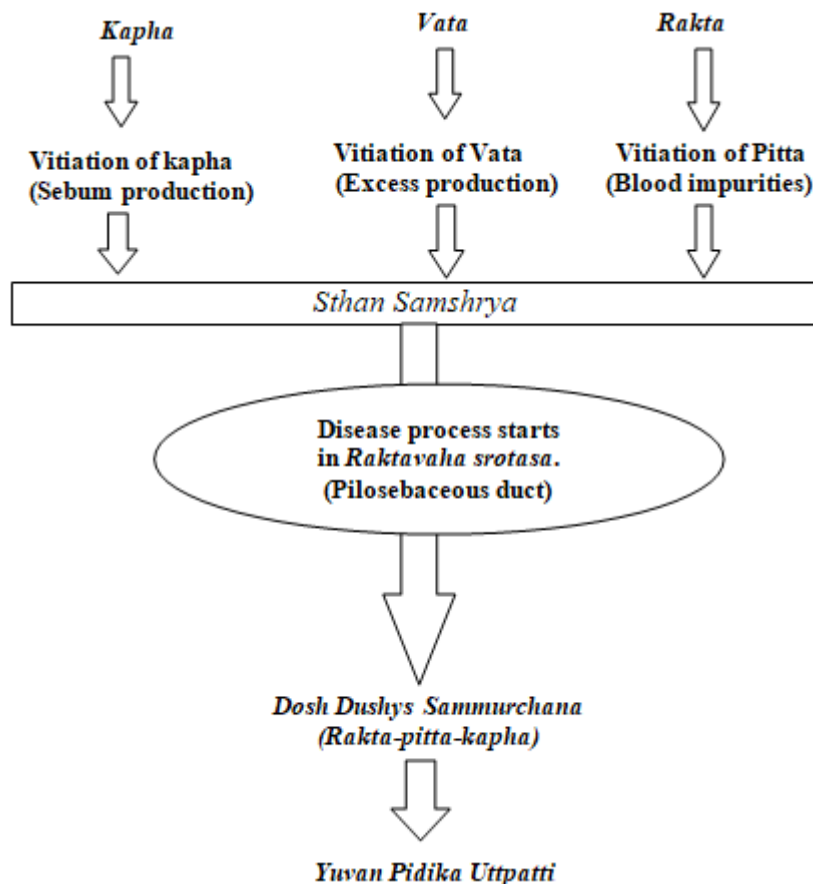 Kapha
Vata
Rakta
Vitiation of kapha
(Sebum production)
Vitiation of Vata
(Excess production)
Vitiation of Pitta
(Blood impurities)
Sthan Samshrya
Disease process starts
in Raktavaha srotasa.
(Pilosebaceous duct)
Dosh Dushys Sammurchana
(Rakta-pitta-kapha)
Yuvan Pidika Uttpatti